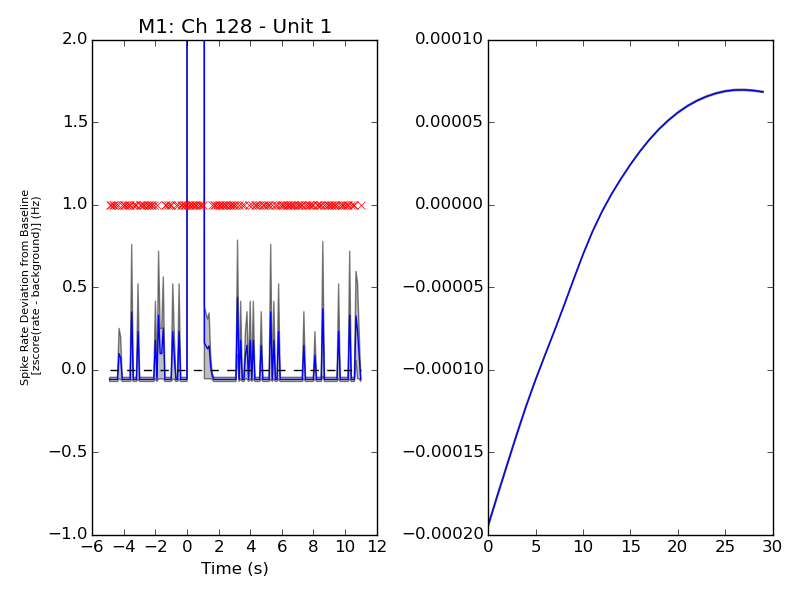 M1: Ch 128 - Unit 1
2.0
1.5
1.0
0.5
0.0
−0.5
−1.0
−6 −4 −2 0 2 4 6 8 10 12
Time (s)
Spike Rate Deviation from Baseline
[zscore(rate - background)] (Hz)
0.00010
0.00005
0.00000
−0.00005
−0.00010
−0.00015
−0.00020
0 5 10 15 20 25 30